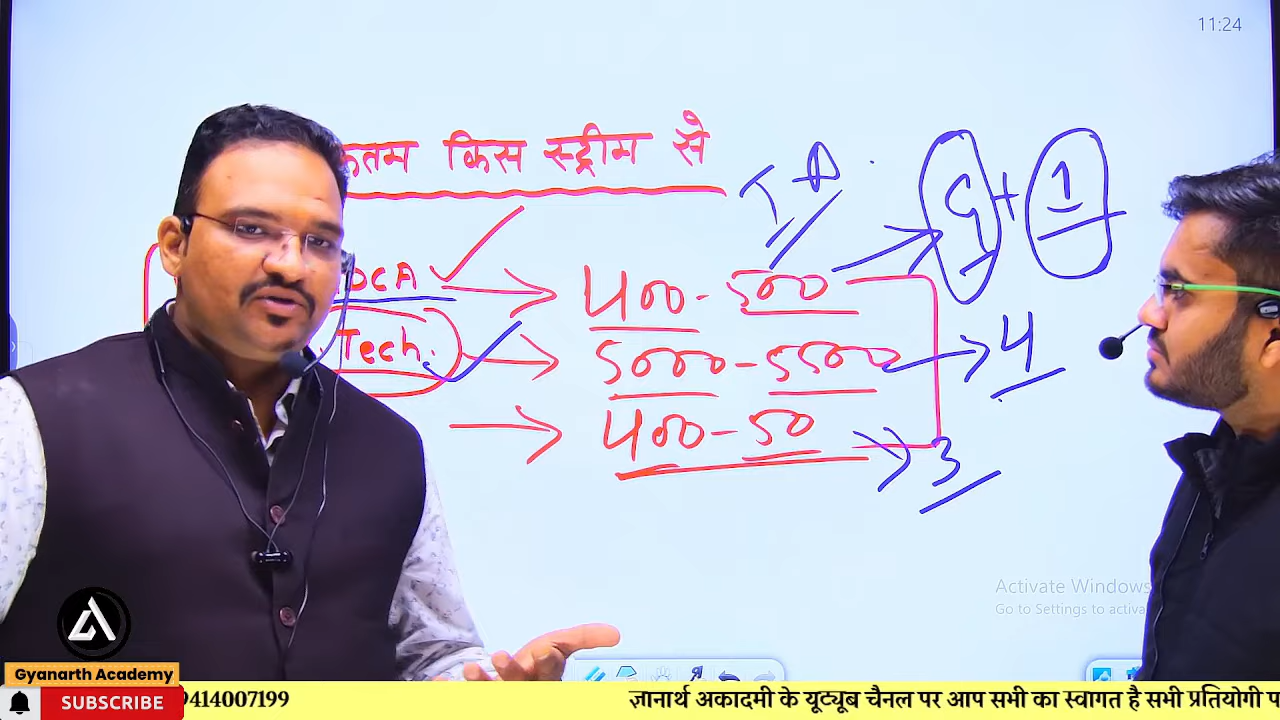 11:24
कतम किस स्ट्रीम से
DCA ✓ → 400 - 500 → G + 1
Tech. ✓ → 5000 - 5500 → 4
→ 400 - 50 → 3
Activate Windows
Go to Settings to activa
Gyanarth Academy
SUBSCRIBE
9414007199 ज्ञानार्थ अकादमी के यूट्यूब चैनल पर आप सभी का स्वागत है सभी प्रतियोगी प